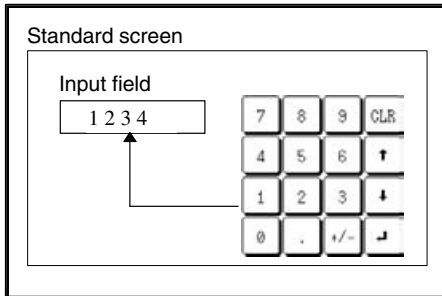 Standard screen
Input field
1 2 3 4
7 8 9 CLR
4 5 6 ↑
1 2 3 ↓
0 . +/- ↵